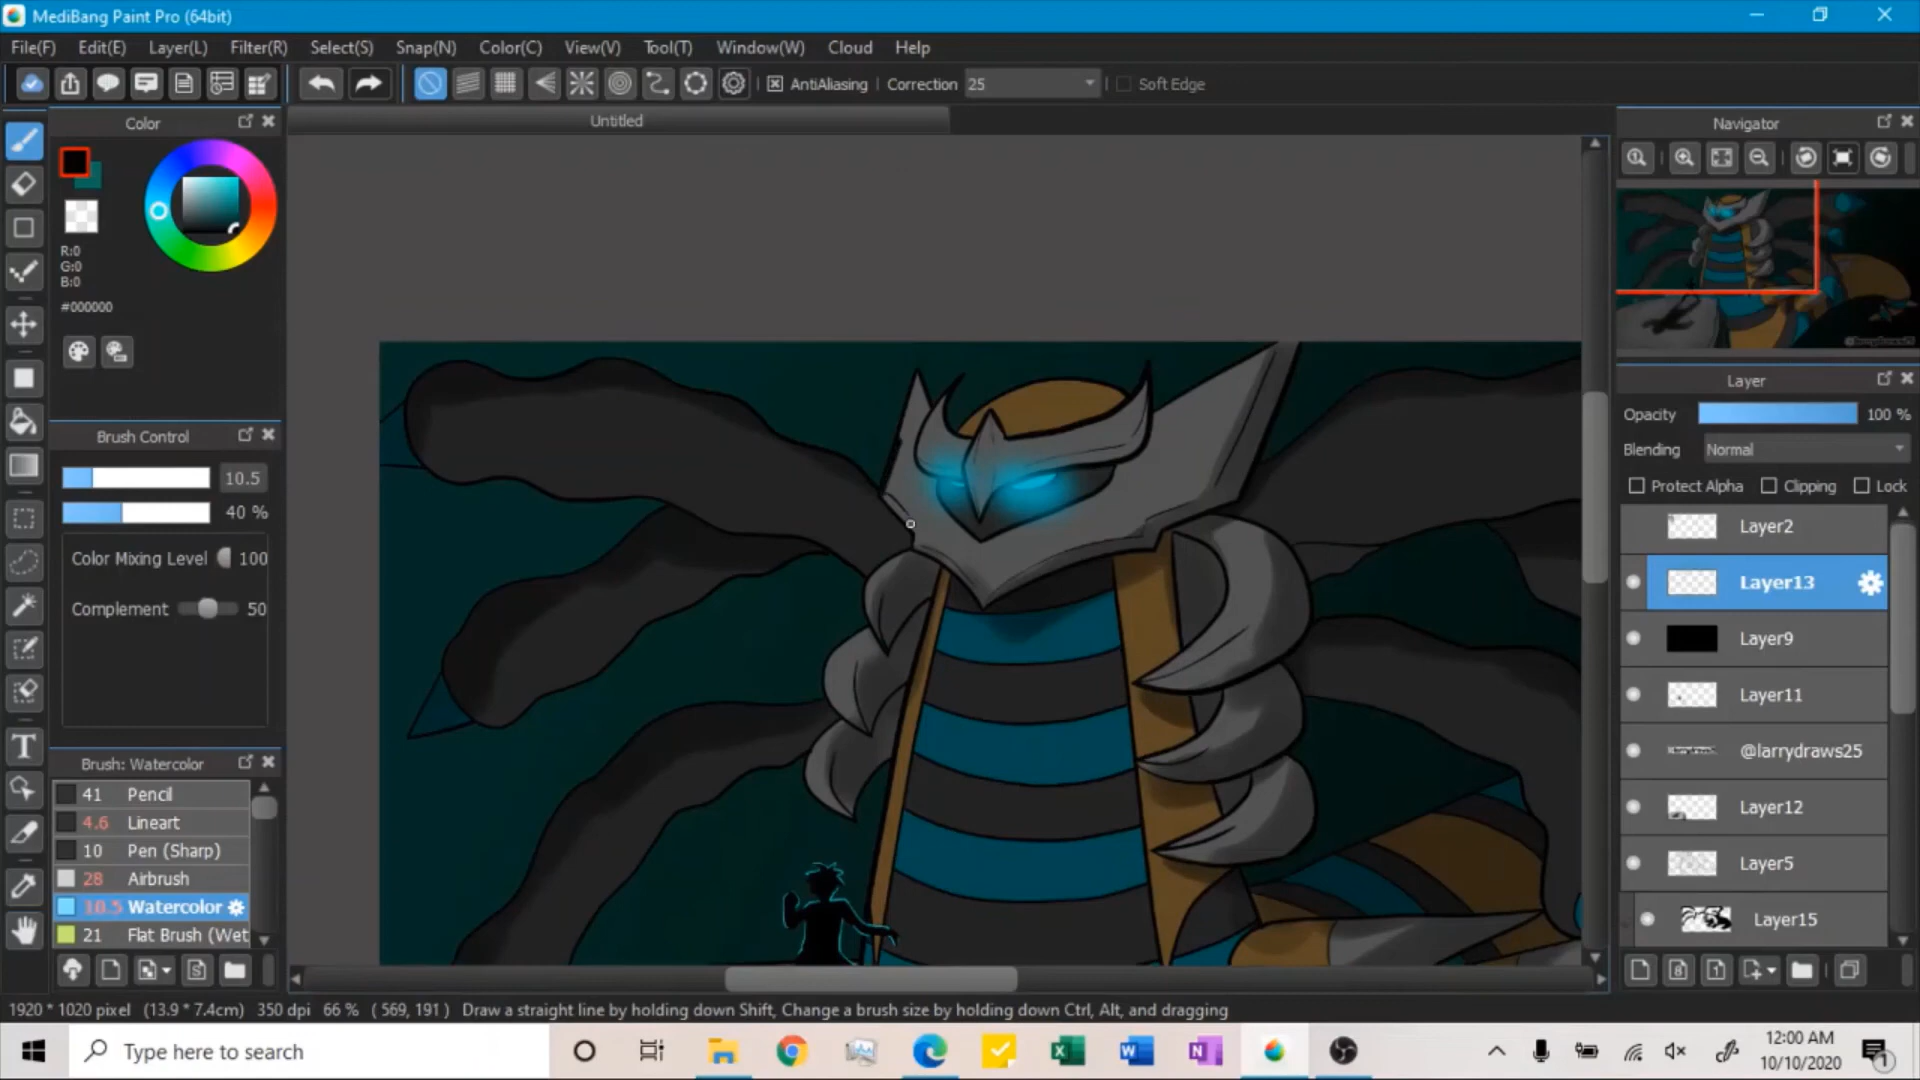 MediBang Paint Pro (64bit)
File(F) Edit(E) Layer(L) Filter(R) Select(S) Snap(N) Color(C) View(V) Tool(T) Window(W) Cloud Help
AntiAliasing Correction 25 Soft Edge
Color
Untitled
Navigator
R:0
G:0
B:0
#000000
Layer
Opacity 100 %
Blending Normal
Protect Alpha Clipping Lock
Brush Control
10.5
40 %
Color Mixing Level 100
Complement 50
Layer2
Layer13
Layer9
Layer11
@larrydraws25
Layer12
Layer5
Layer15
Brush: Watercolor
41 Pencil
4.6 Lineart
10 Pen (Sharp)
28 Airbrush
10.5 Watercolor
21 Flat Brush (Wet
1920 * 1020 pixel (13.9 * 7.4cm) 350 dpi 66 % ( 569, 191 ) Draw a straight line by holding down Shift, Change a brush size by holding down Ctrl, Alt, and dragging
Type here to search
12:00 AM
10/10/2020
1